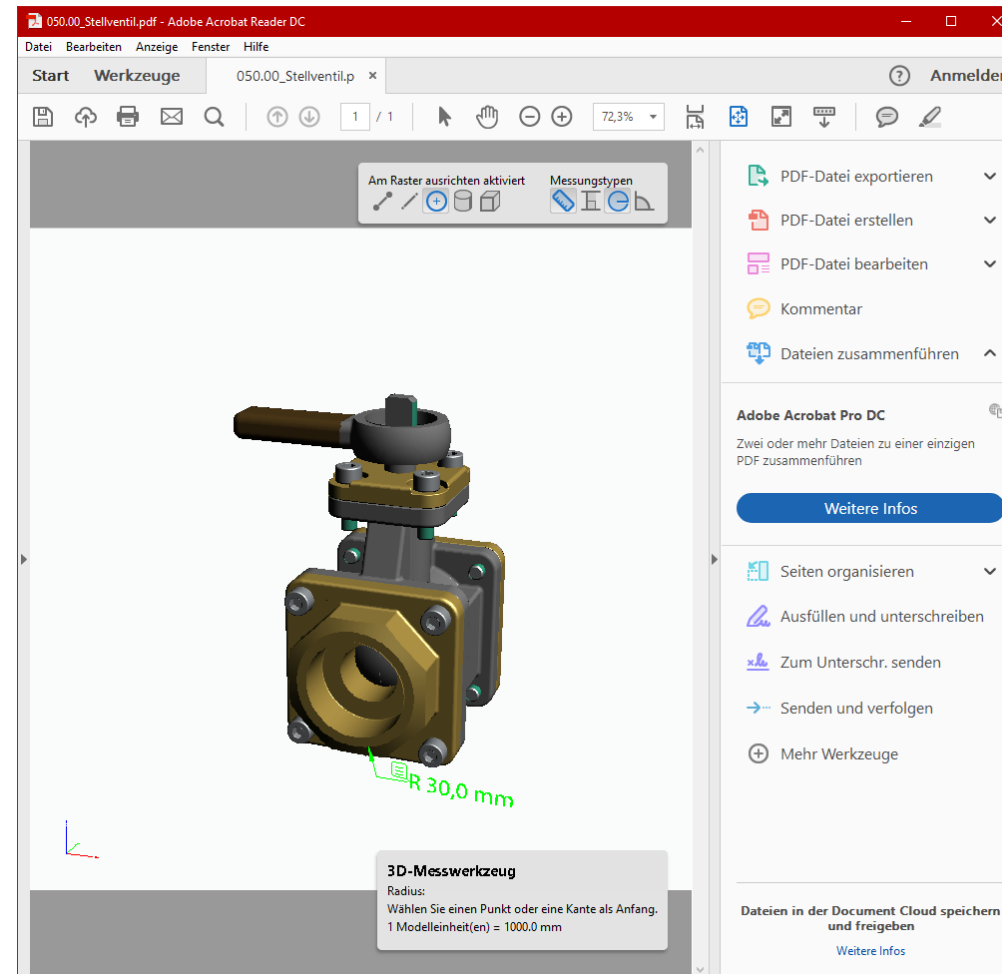 050.00_Stellventil.pdf - Adobe Acrobat Reader DC
Datei Bearbeiten Anzeige Fenster Hilfe
Start Werkzeuge 050.00_Stellventil.p × Anmelden
1 / 1 72,3%
Am Raster ausrichten aktiviert Messungstypen
R 30,0 mm
3D-Messwerkzeug
Radius:
Wählen Sie einen Punkt oder eine Kante als Anfang.
1 Modelleinheit(en) = 1000.0 mm
PDF-Datei exportieren
PDF-Datei erstellen
PDF-Datei bearbeiten
Kommentar
Dateien zusammenführen
Adobe Acrobat Pro DC
Zwei oder mehr Dateien zu einer einzigen
PDF zusammenführen
Weitere Infos
Seiten organisieren
Ausfüllen und unterschreiben
Zum Unterschr. senden
Senden und verfolgen
Mehr Werkzeuge
Dateien in der Document Cloud speichern
und freigeben
Weitere Infos